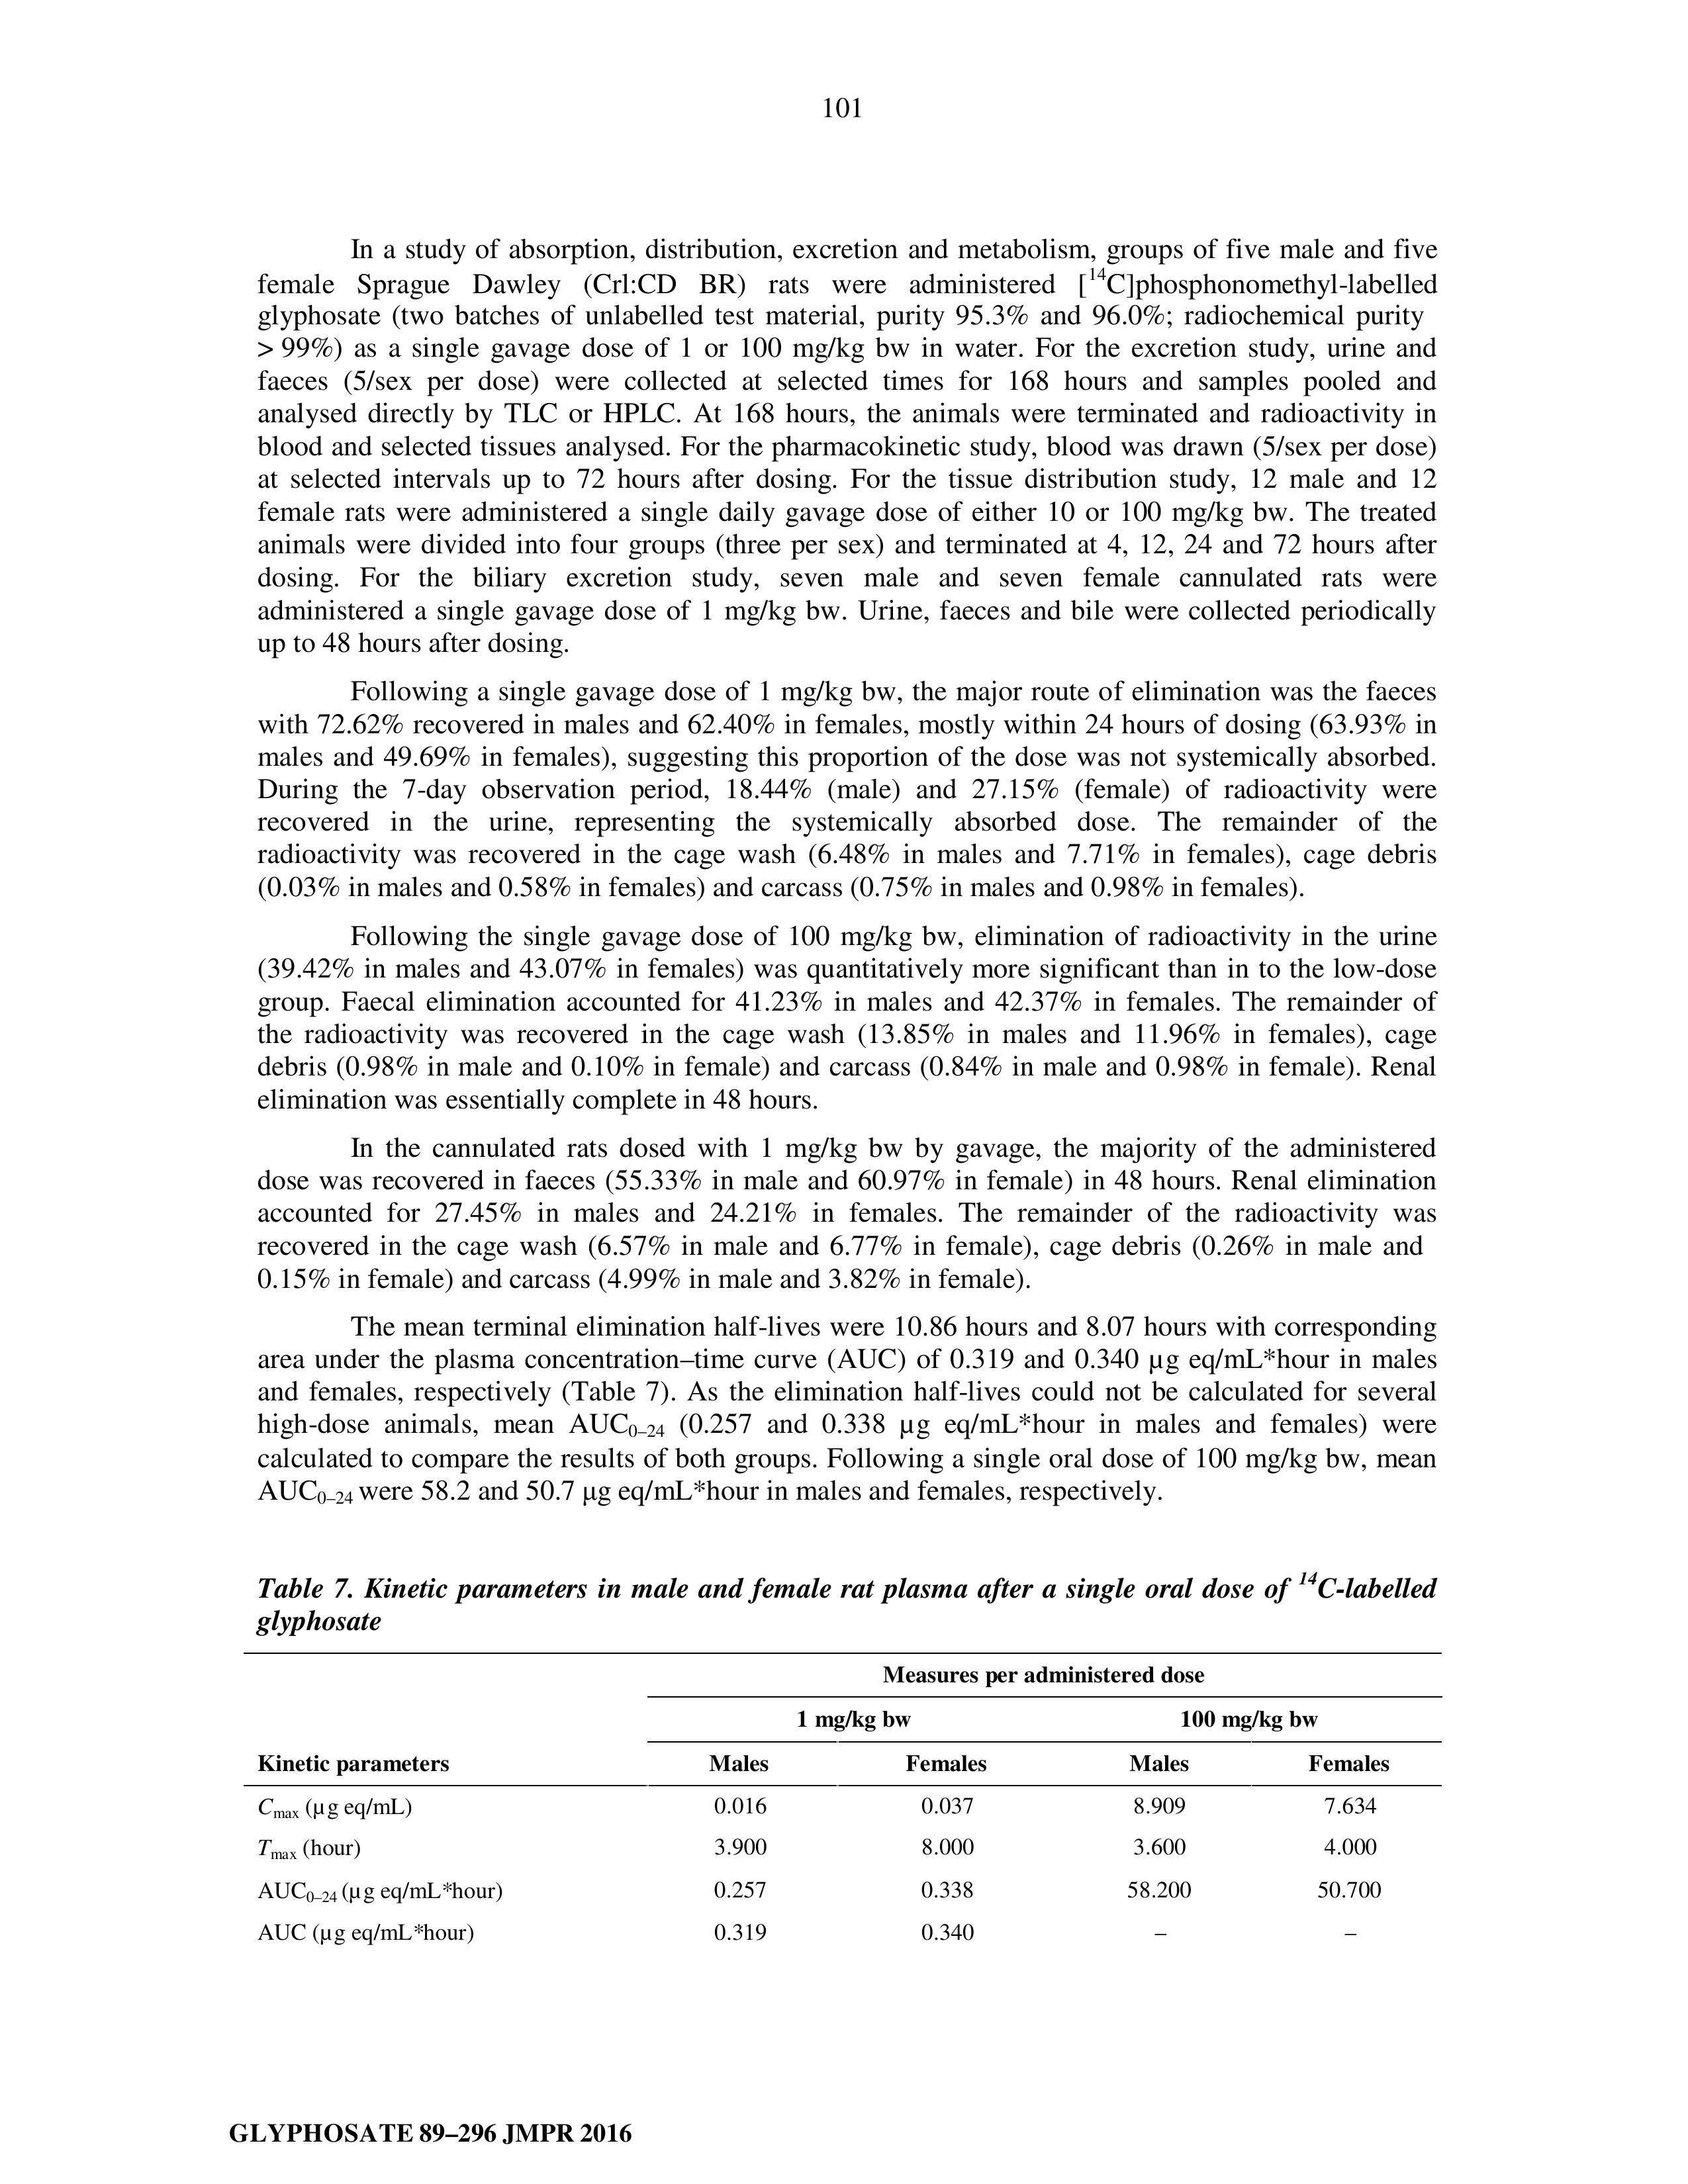 101
In a study of absorption, distribution, excretion and metabolism, groups of five male and five
female Sprague Dawley (Crl:CD BR) rats were administered [¹⁴C]phosphonomethyl-labelled
glyphosate (two batches of unlabelled test material, purity 95.3% and 96.0%; radiochemical purity
> 99%) as a single gavage dose of 1 or 100 mg/kg bw in water. For the excretion study, urine and
faeces (5/sex per dose) were collected at selected times for 168 hours and samples pooled and
analysed directly by TLC or HPLC. At 168 hours, the animals were terminated and radioactivity in
blood and selected tissues analysed. For the pharmacokinetic study, blood was drawn (5/sex per dose)
at selected intervals up to 72 hours after dosing. For the tissue distribution study, 12 male and 12
female rats were administered a single daily gavage dose of either 10 or 100 mg/kg bw. The treated
animals were divided into four groups (three per sex) and terminated at 4, 12, 24 and 72 hours after
dosing. For the biliary excretion study, seven male and seven female cannulated rats were
administered a single gavage dose of 1 mg/kg bw. Urine, faeces and bile were collected periodically
up to 48 hours after dosing.
Following a single gavage dose of 1 mg/kg bw, the major route of elimination was the faeces
with 72.62% recovered in males and 62.40% in females, mostly within 24 hours of dosing (63.93% in
males and 49.69% in females), suggesting this proportion of the dose was not systemically absorbed.
During the 7-day observation period, 18.44% (male) and 27.15% (female) of radioactivity were
recovered in the urine, representing the systemically absorbed dose. The remainder of the
radioactivity was recovered in the cage wash (6.48% in males and 7.71% in females), cage debris
(0.03% in males and 0.58% in females) and carcass (0.75% in males and 0.98% in females).
Following the single gavage dose of 100 mg/kg bw, elimination of radioactivity in the urine
(39.42% in males and 43.07% in females) was quantitatively more significant than in to the low-dose
group. Faecal elimination accounted for 41.23% in males and 42.37% in females. The remainder of
the radioactivity was recovered in the cage wash (13.85% in males and 11.96% in females), cage
debris (0.98% in male and 0.10% in female) and carcass (0.84% in male and 0.98% in female). Renal
elimination was essentially complete in 48 hours.
In the cannulated rats dosed with 1 mg/kg bw by gavage, the majority of the administered
dose was recovered in faeces (55.33% in male and 60.97% in female) in 48 hours. Renal elimination
accounted for 27.45% in males and 24.21% in females. The remainder of the radioactivity was
recovered in the cage wash (6.57% in male and 6.77% in female), cage debris (0.26% in male and
0.15% in female) and carcass (4.99% in male and 3.82% in female).
The mean terminal elimination half-lives were 10.86 hours and 8.07 hours with corresponding
area under the plasma concentration–time curve (AUC) of 0.319 and 0.340 µg eq/mL*hour in males
and females, respectively (Table 7). As the elimination half-lives could not be calculated for several
high-dose animals, mean AUC₀–₂₄ (0.257 and 0.338 µg eq/mL*hour in males and females) were
calculated to compare the results of both groups. Following a single oral dose of 100 mg/kg bw, mean
AUC₀–₂₄ were 58.2 and 50.7 µg eq/mL*hour in males and females, respectively.
Table 7. Kinetic parameters in male and female rat plasma after a single oral dose of ¹⁴C-labelled
glyphosate
Measures per administered dose
1 mg/kg bw 100 mg/kg bw
Kinetic parameters Males Females Males Females
Cmax (µg eq/mL) 0.016 0.037 8.909 7.634
Tmax (hour) 3.900 8.000 3.600 4.000
AUC₀–₂₄ (µg eq/mL*hour) 0.257 0.338 58.200 50.700
AUC (µg eq/mL*hour) 0.319 0.340 – –
GLYPHOSATE 89–296 JMPR 2016